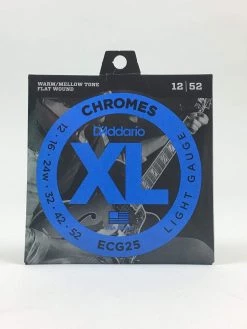 WARM/MELLOW TONE
FLAT WOUND
12 | 52
CHROMES
D'Addario
XL
12 • 16 • 24w • 32 • 42 • 52
LIGHT GAUGE
ECG25